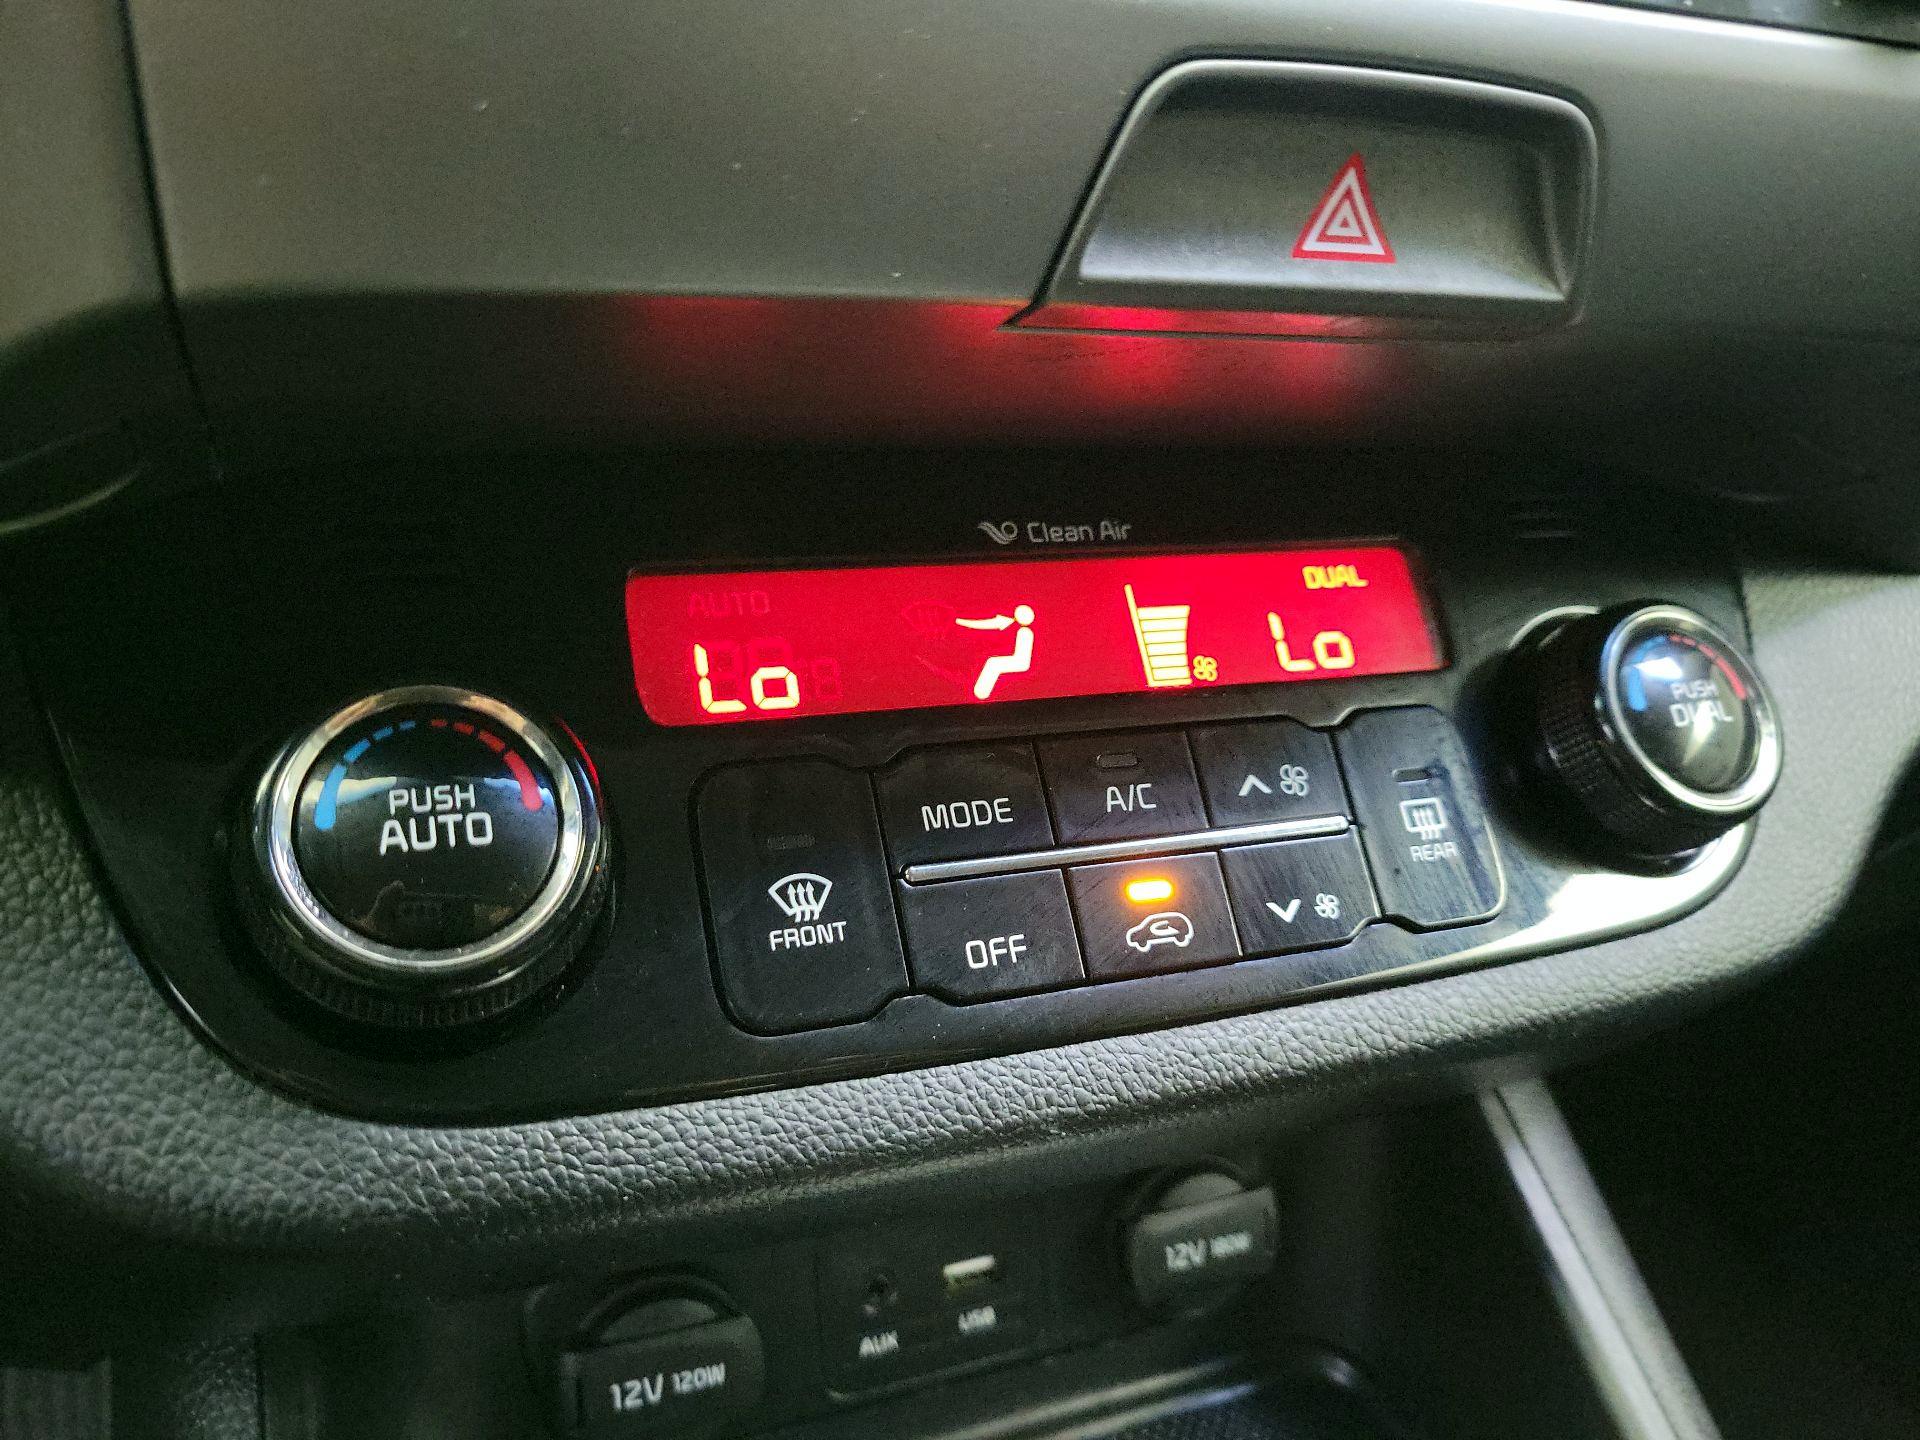 Clean Air
AUTO
DUAL
Lo
Lo
PUSH
AUTO
PUSH
DUAL
MODE
A/C
FRONT
OFF
REAR
12V 120W
AUX
USB
12V 180W